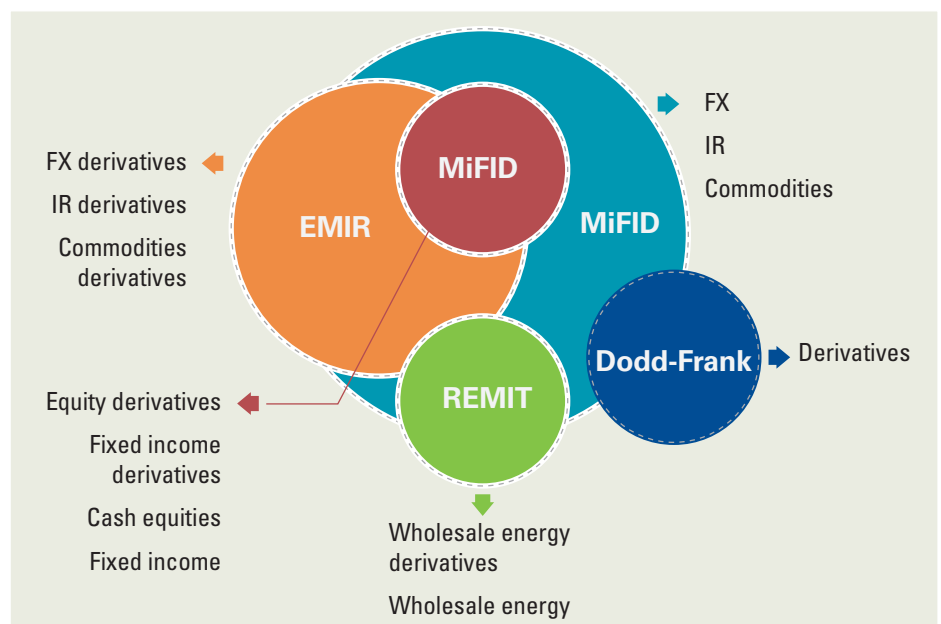 MiFID
EMIR
MiFID
Dodd-Frank
REMIT
FX
IR
Commodities
FX derivatives
IR derivatives
Commodities
derivatives
Derivatives
Equity derivatives
Fixed income
derivatives
Cash equities
Fixed income
Wholesale energy
derivatives
Wholesale energy